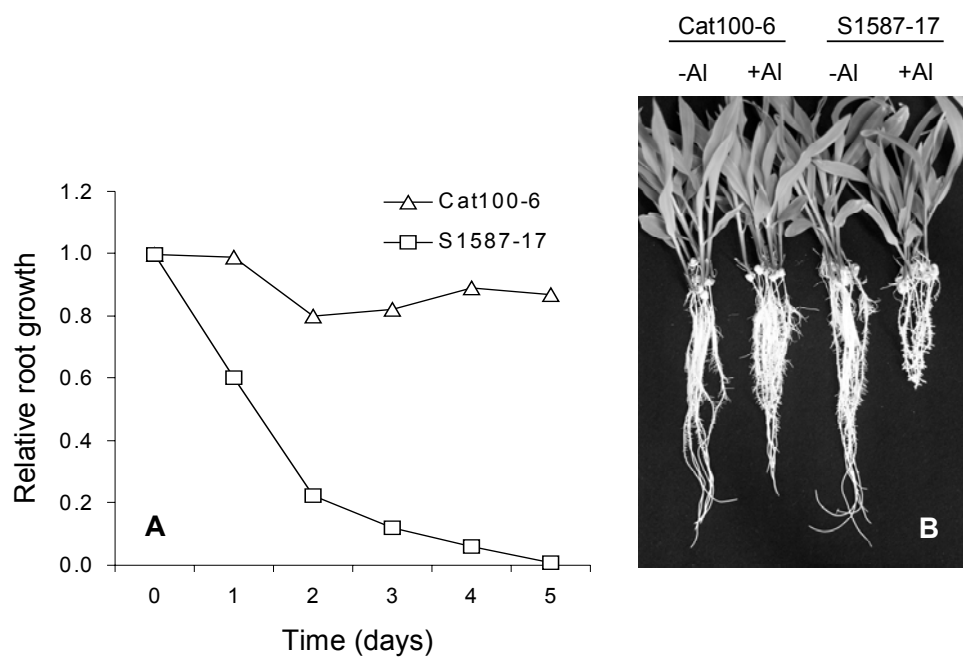 Cat100-6 S1587-17
-Al +Al -Al +Al
1.2
1.0
0.8
0.6
0.4
0.2
0.0
Relative root growth
Cat100-6
S1587-17
A
0 1 2 3 4 5
Time (days)
B